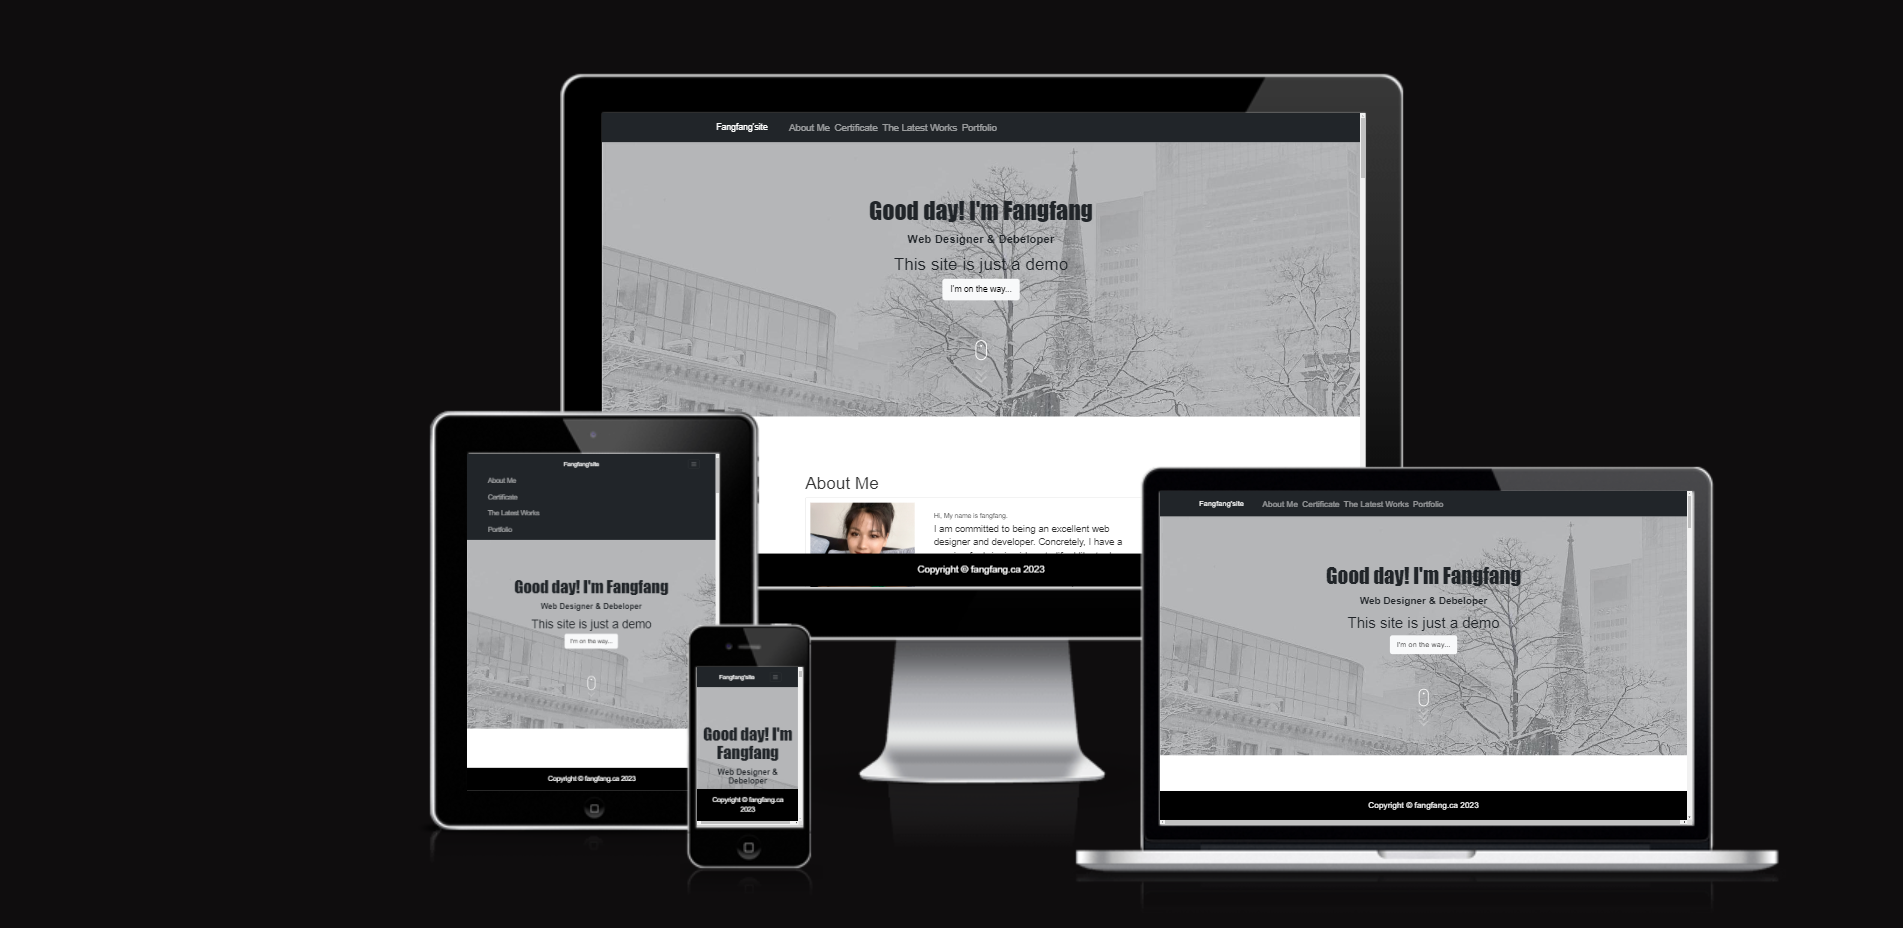 Fangfang'site About Me Certificate The Latest Works Portfolio
Good day! I'm Fangfang
Web Designer & Debeloper
This site is just a demo
I'm on the way...
About Me
Hi, My name is fangfang.
I am committed to being an excellent web
designer and developer. Concretely, I have a
Copyright © fangfang.ca 2023
Fangfang'site
About Me
Certificate
The Latest Works
Portfolio
Good day! I'm Fangfang
Web Designer & Debeloper
This site is just a demo
I'm on the way...
Copyright © fangfang.ca 2023
Fangfang'site
Good day! I'm
Fangfang
Web Designer &
Debeloper
Copyright © fangfang.ca
2023
Fangfang'site About Me Certificate The Latest Works Portfolio
Good day! I'm Fangfang
Web Designer & Debeloper
This site is just a demo
I'm on the way...
Copyright © fangfang.ca 2023